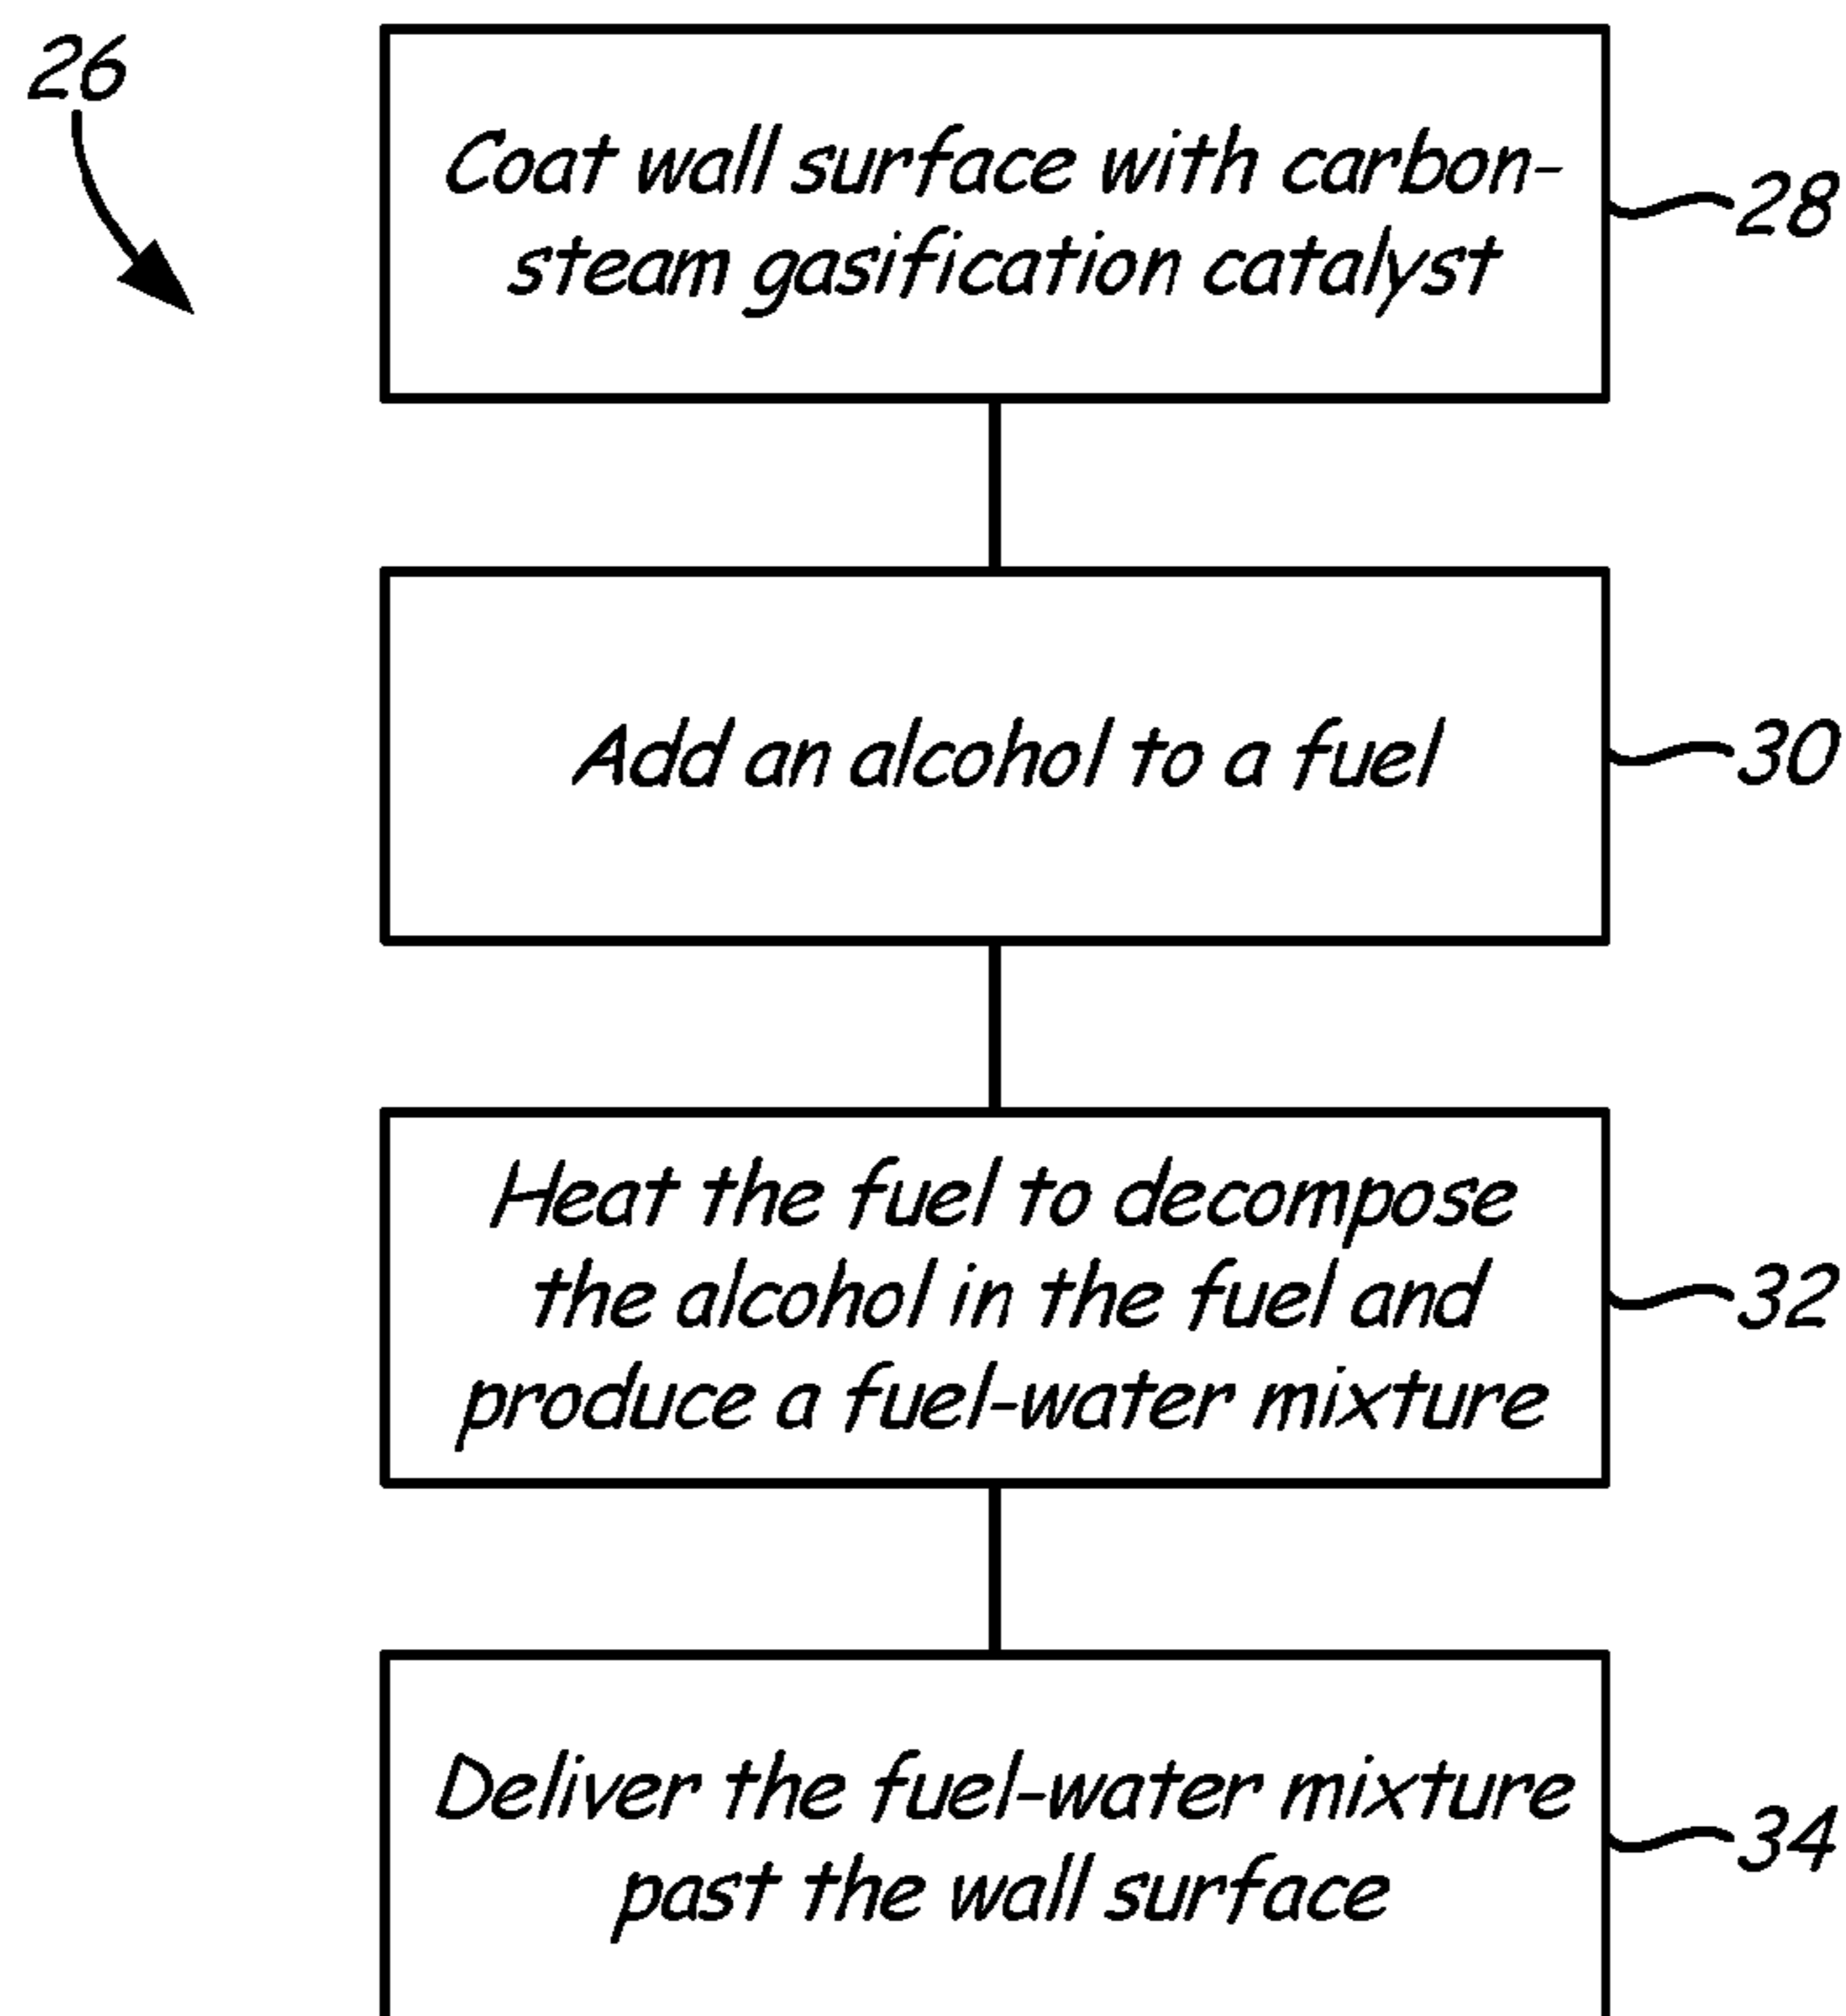 26
Coat wall surface with carbon-
steam gasification catalyst
28
Add an alcohol to a fuel
30
Heat the fuel to decompose
the alcohol in the fuel and
produce a fuel-water mixture
32
Deliver the fuel-water mixture
past the wall surface
34